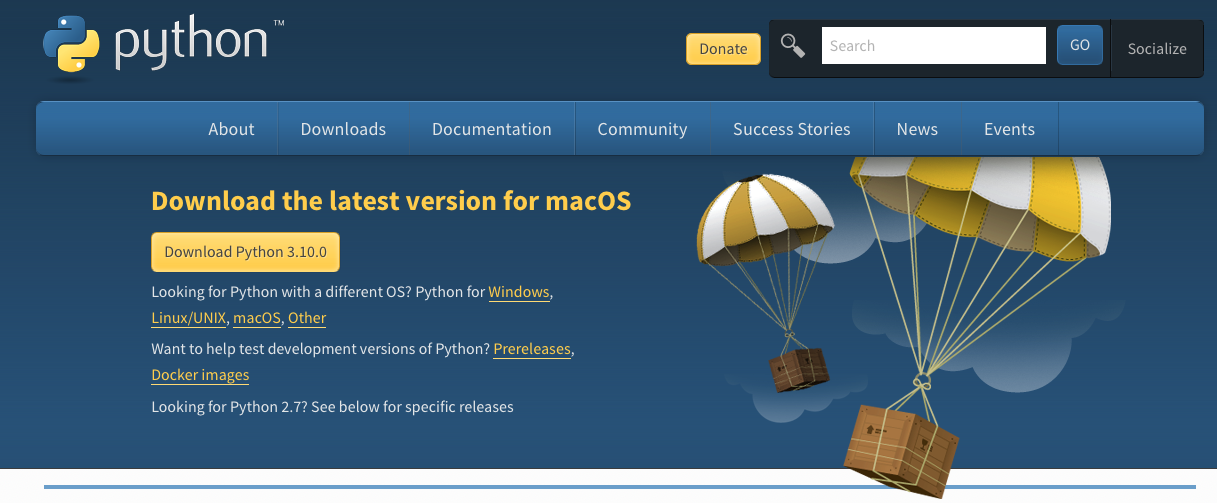 python™
Donate
Search
GO
Socialize
About Downloads Documentation Community Success Stories News Events
Download the latest version for macOS
Download Python 3.10.0
Looking for Python with a different OS? Python for Windows,
Linux/UNIX, macOS, Other
Want to help test development versions of Python? Prereleases,
Docker images
Looking for Python 2.7? See below for specific releases